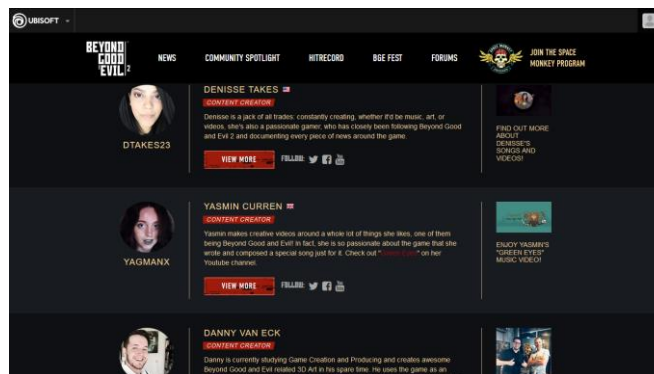 UBISOFT
BEYOND
GOOD
EVIL 2
NEWS
COMMUNITY SPOTLIGHT
HITRECORD
BGE FEST
FORUMS
JOIN THE SPACE
MONKEY PROGRAM
DTAKES23
DENISSE TAKES
CONTENT CREATOR
Denisse is a jack of all trades: constantly creating, whether it'd be music, art, or
videos, she's also a passionate gamer, who has closely been following Beyond Good
and Evil 2 and documenting every piece of news around the game.
VIEW MORE
FOLLOW:
FIND OUT MORE
ABOUT
DENISSE'S
SONGS AND
VIDEOS!
YAGMANX
YASMIN CURREN
CONTENT CREATOR
Yasmin makes creative videos around a whole lot of things she likes, one of them
being Beyond Good and Evil! In fact, she is so passionate about the game that she
wrote and composed a special song just for it. Check out "Green Eyes" on her
Youtube channel.
VIEW MORE
FOLLOW:
ENJOY YASMIN'S
"GREEN EYES"
MUSIC VIDEO!
DANNY VAN ECK
CONTENT CREATOR
Danny is currently studying Game Creation and Producing and creates awesome
Beyond Good and Evil related 3D Art in his spare time. He uses the game as an